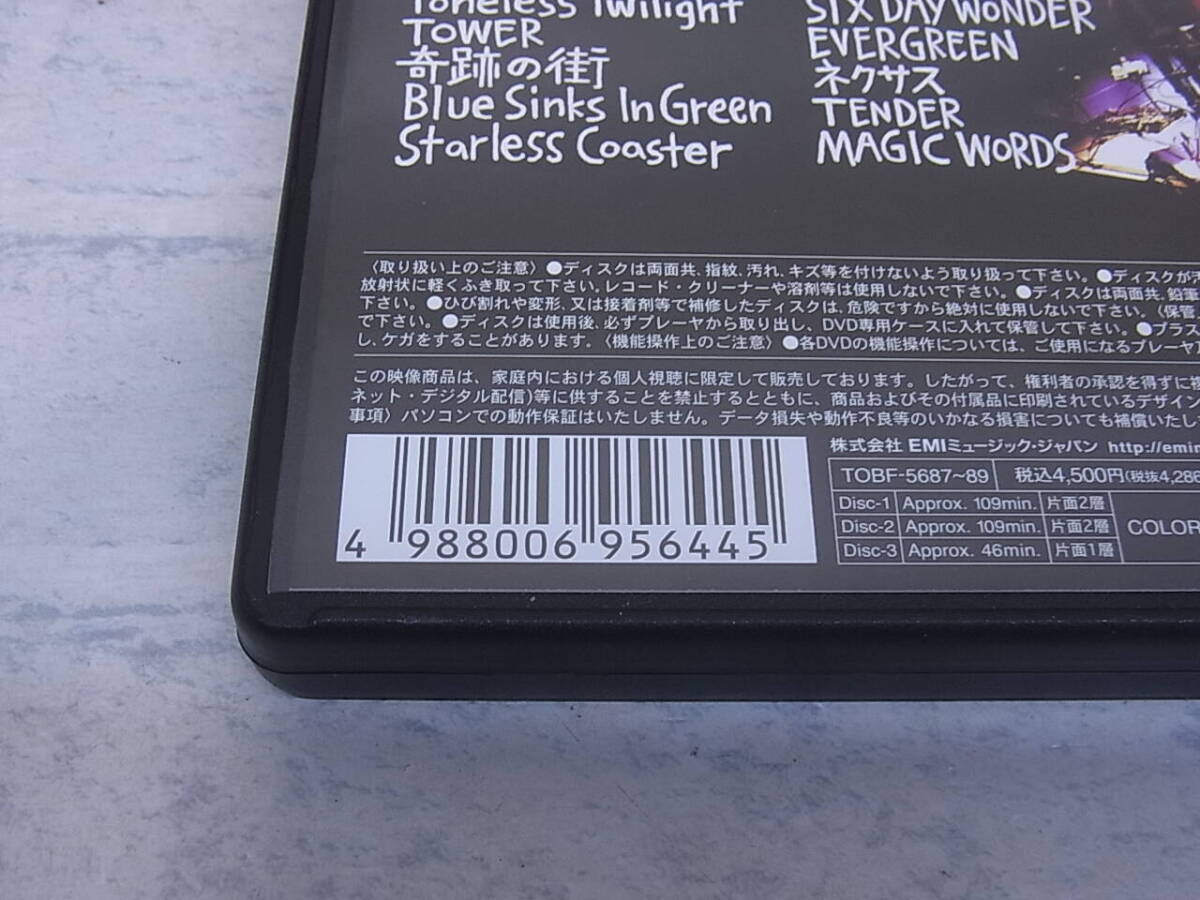 Toneless Twilight
TOWER
奇跡の街
Blue Sinks In Green
Starless Coaster
SIX DAY WONDER
EVERGREEN
ネクサス
TENDER
MAGIC WORDS
〈取り扱い上のご注意〉●ディスクは両面共、指紋、汚れ、キズ等を付けないよう取り扱って下さい。●ディスクが
放射状に軽くふき取って下さい。レコード・クリーナーや溶剤等は使用しないで下さい。●ディスクは両面共、鉛筆
下さい。●ひび割れや変形、又は接着剤等で補修したディスクは、危険ですから絶対に使用しないで下さい。〈保管
で下さい。●ディスクは使用後、必ずプレーヤから取り出し、DVD専用ケースに入れて保管して下さい。●プラス
し、ケガをすることがあります。〈機能操作上のご注意〉●各DVDの機能操作については、ご使用になるプレーヤ
この映像商品は、家庭内における個人視聴に限定して販売しております。したがって、権利者の承認を得ずに複
ネット・デジタル配信)等に供することを禁止するとともに、商品およびその付属品に印刷されているデザイン
事項〉パソコンでの動作保証はいたしません。データ損失や動作不良等のいかなる損害についても補償いたし
株式会社 EMIミュージック・ジャパン http://emim
TOBF-5687~89 税込4,500円(税抜4,286
Disc-1 Approx. 109min. 片面2層
Disc-2 Approx. 109min. 片面2層
Disc-3 Approx. 46min. 片面1層
COLOR
4 988006 956445